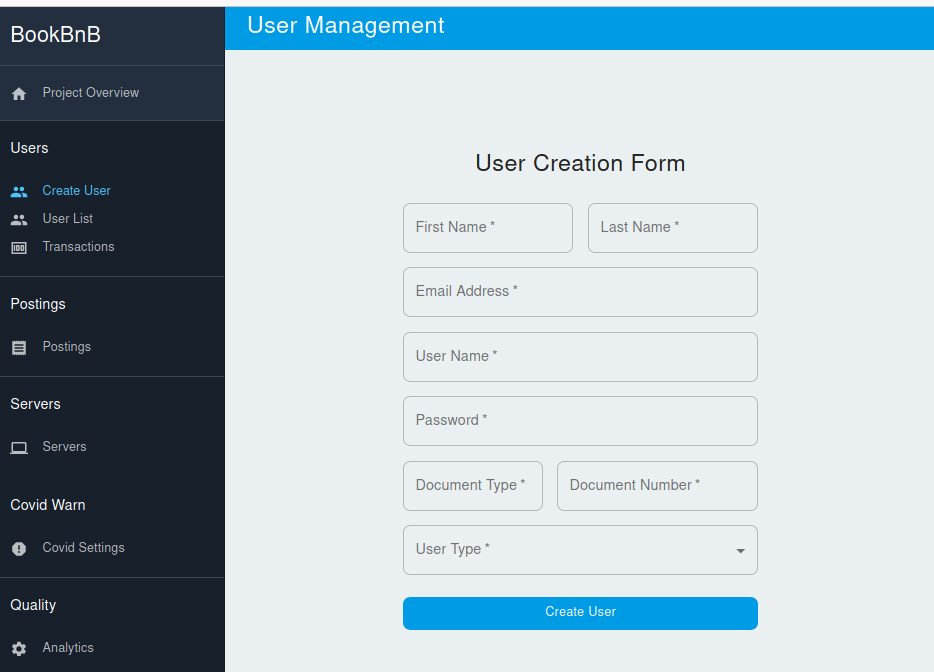 BookBnB
Project Overview
Users
Create User
User List
Transactions
Postings
Postings
Servers
Servers
Covid Warn
Covid Settings
Quality
Analytics
User Management
User Creation Form
First Name *
Last Name *
Email Address *
User Name *
Password *
Document Type *
Document Number *
User Type *
Create User